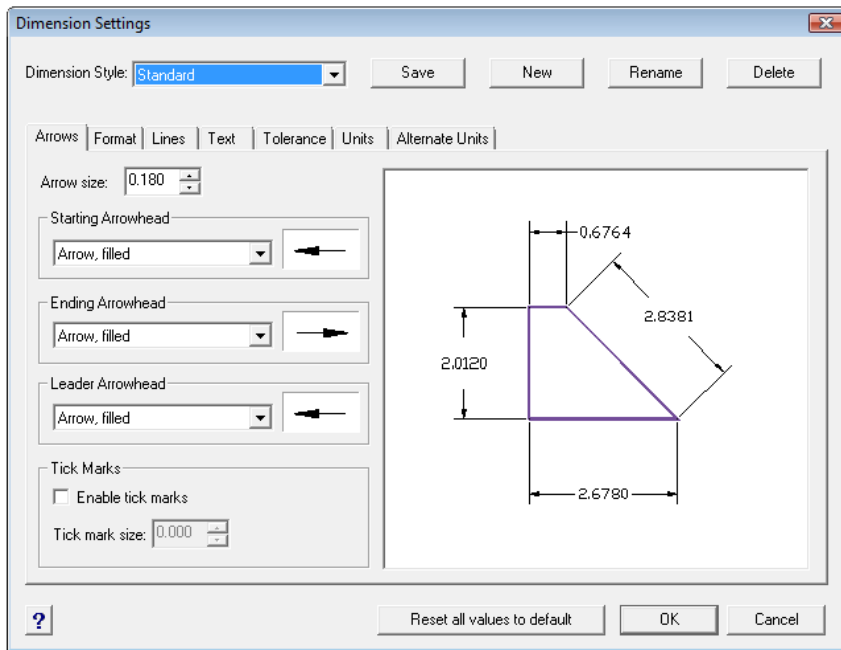 Dimension Settings
Dimension Style: Standard Save New Rename Delete
Arrows Format Lines Text Tolerance Units Alternate Units
Arrow size: 0.180
Starting Arrowhead
Arrow, filled
Ending Arrowhead
Arrow, filled
Leader Arrowhead
Arrow, filled
Tick Marks
Enable tick marks
Tick mark size: 0.000
0.6764
2.8381
2.0120
2.6780
? Reset all values to default OK Cancel